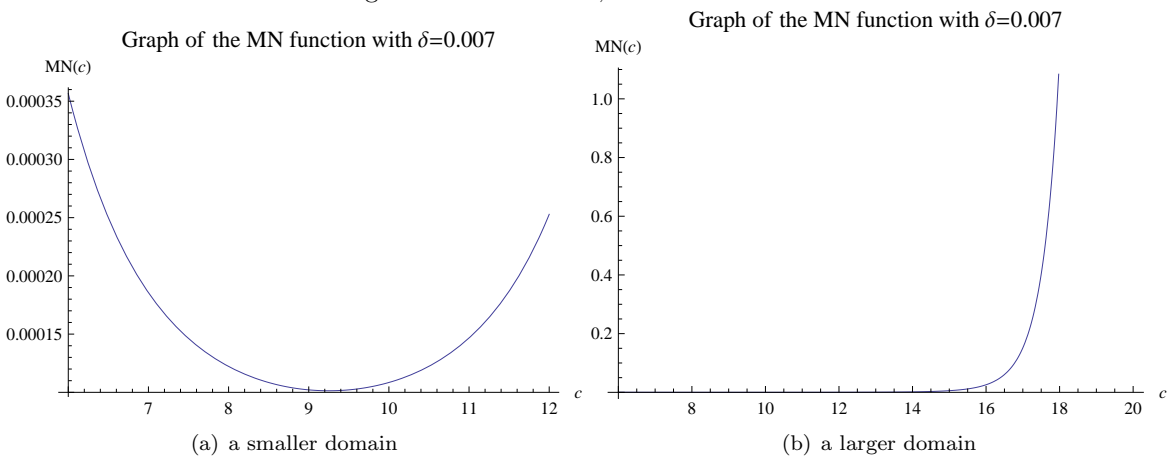 Graph of the MN function with δ=0.007
MN(c)
0.00035
0.00030
0.00025
0.00020
0.00015
7 8 9 10 11 12 c
(a) a smaller domain
Graph of the MN function with δ=0.007
MN(c)
1.0
0.8
0.6
0.4
0.2
8 10 12 14 16 18 20 c
(b) a larger domain